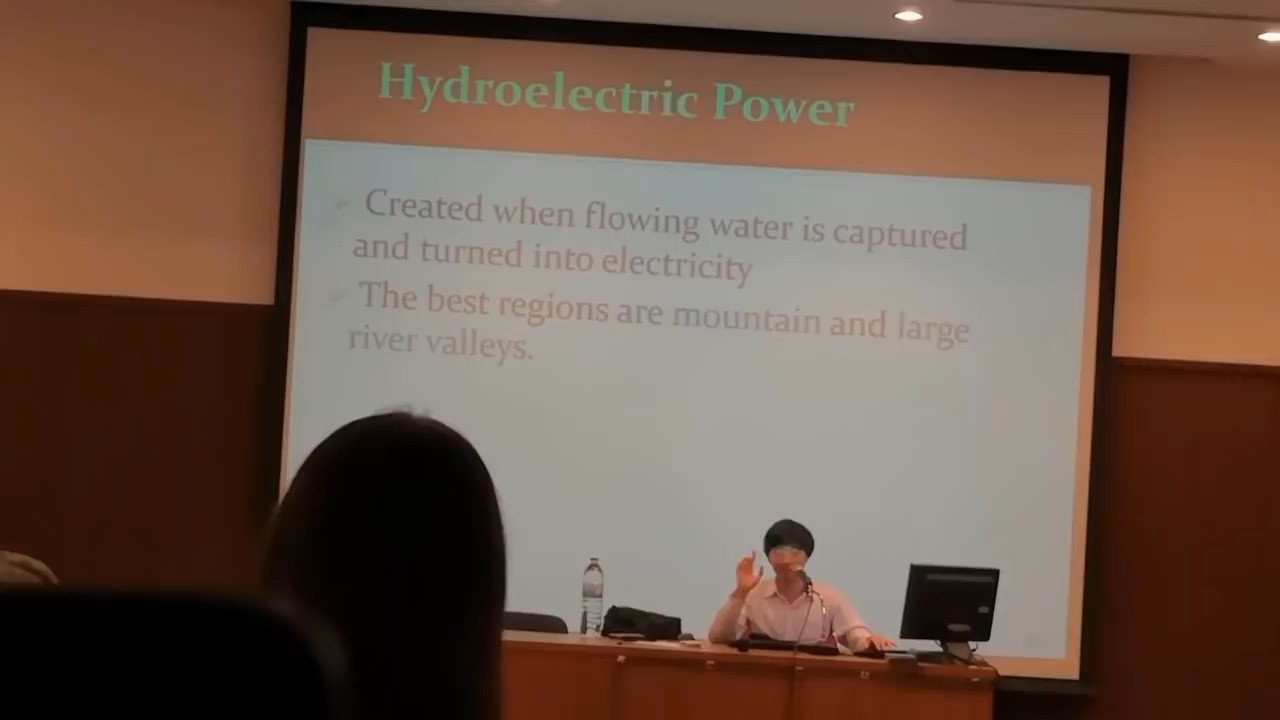 Hydroelectric Power
Created when flowing water is captured
and turned into electricity
The best regions are mountain and large
river valleys.